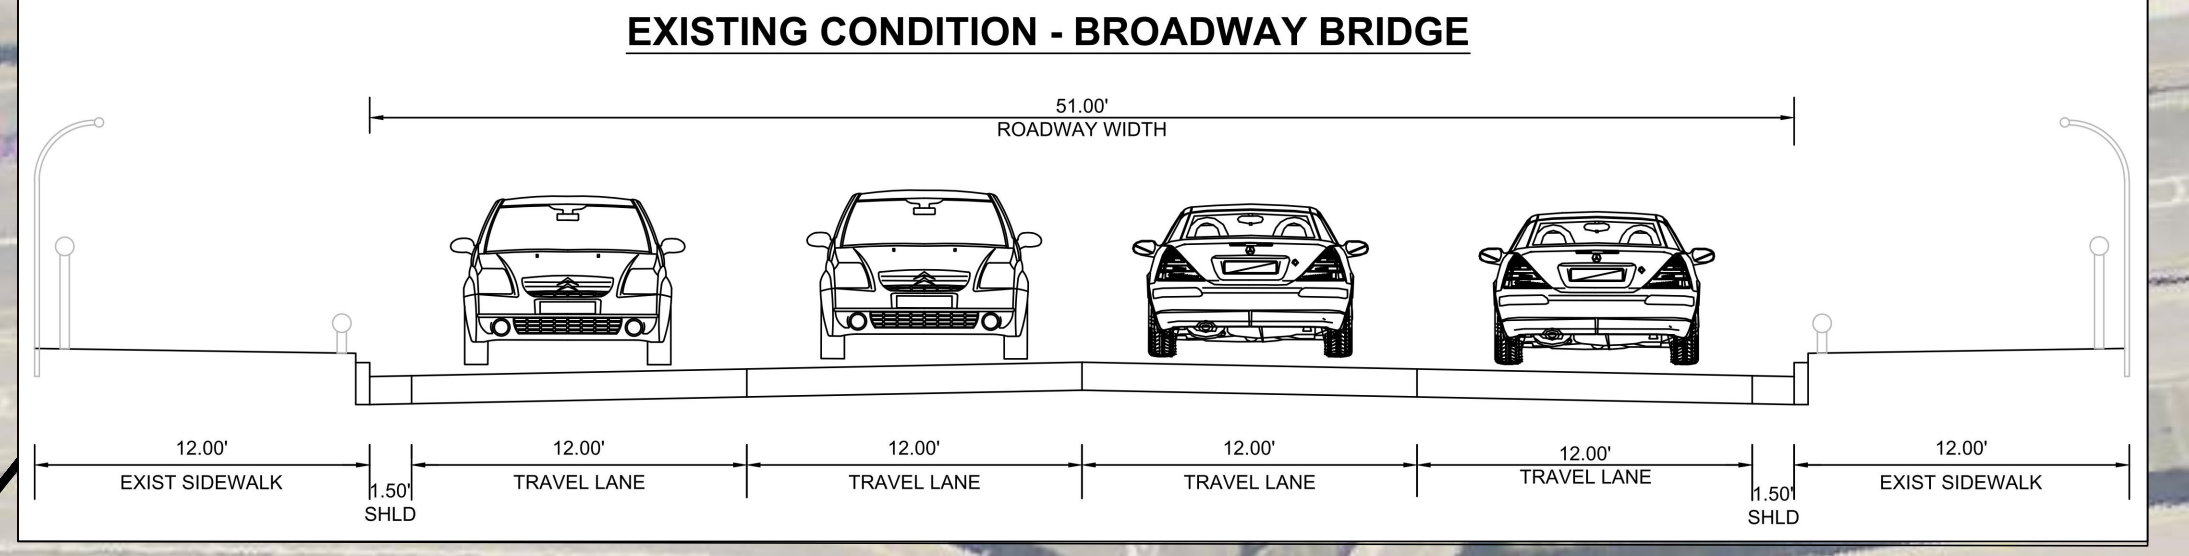 EXISTING CONDITION - BROADWAY BRIDGE
51.00'
ROADWAY WIDTH
12.00'
EXIST SIDEWALK
1.50'
SHLD
12.00'
TRAVEL LANE
12.00'
TRAVEL LANE
12.00'
TRAVEL LANE
12.00'
TRAVEL LANE
1.50'
SHLD
12.00'
EXIST SIDEWALK